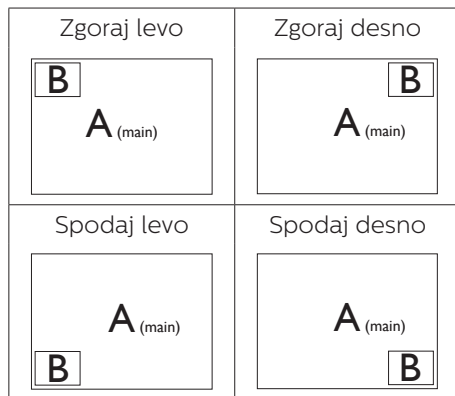 Zgoraj levo
B
A (main)
Zgoraj desno
B
A (main)
Spodaj levo
A (main)
B
Spodaj desno
A (main)
B